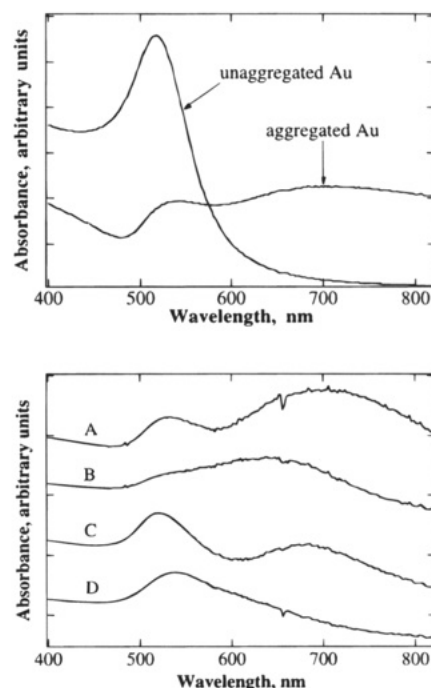 Absorbance, arbitrary units
unaggregated Au
aggregated Au
400 500 600 700 800
Wavelength, nm
Absorbance, arbitrary units
A
B
C
D
400 500 600 700 800
Wavelength, nm